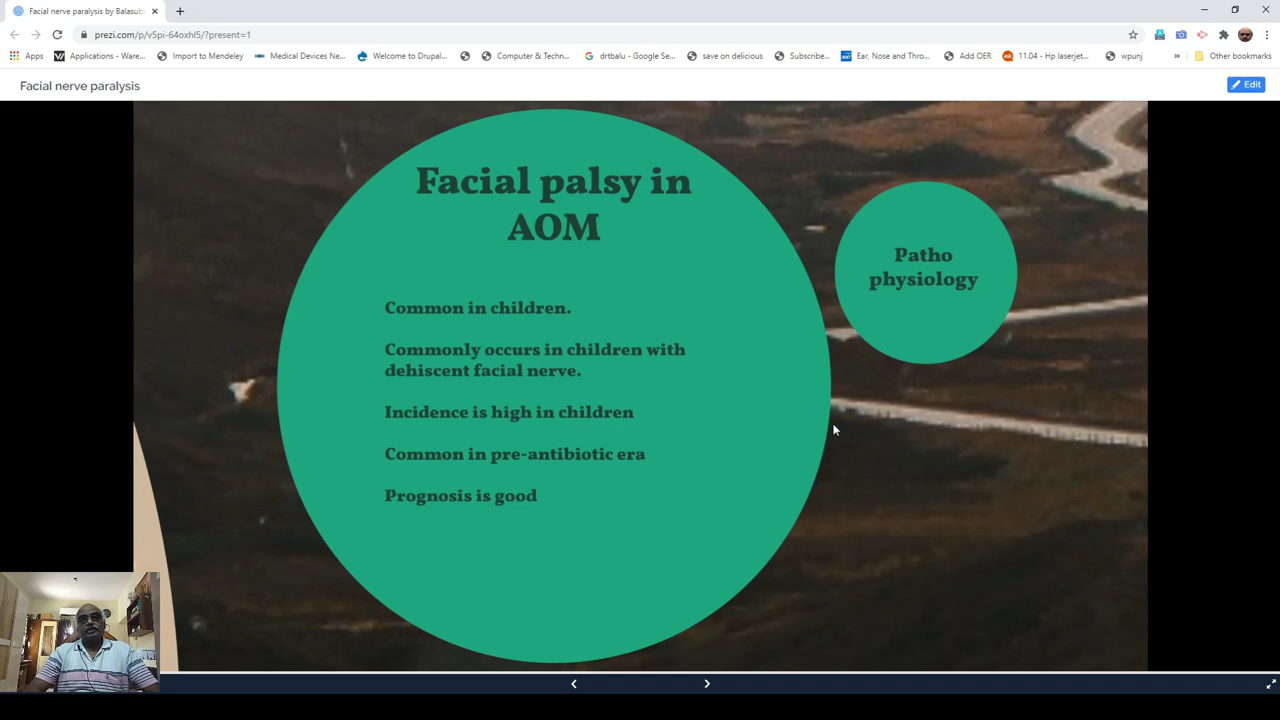 Facial nerve paralysis by Balasub
prezi.com/p/v5pi-64oxhl5/?present=1
Apps
Applications - Ware...
Import to Mendeley
Medical Devices Ne...
Welcome to Drupal...
Computer & Techn...
drtbalu - Google Se...
save on delicious
Subscribe...
Ear, Nose and Thro...
Add OER
11.04 - Hp laserjet...
wpunj
»
Other bookmarks
Facial nerve paralysis
Edit
Facial palsy in
AOM
Common in children.
Commonly occurs in children with
dehiscent facial nerve.
Incidence is high in children
Common in pre-antibiotic era
Prognosis is good
Patho
physiology